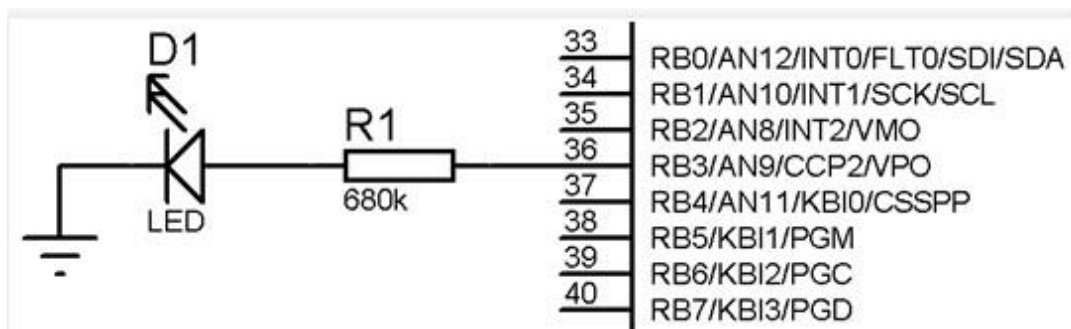 D1
LED
R1
680k
33 RB0/AN12/INT0/FLT0/SDI/SDA
34 RB1/AN10/INT1/SCK/SCL
35 RB2/AN8/INT2/VMO
36 RB3/AN9/CCP2/VPO
37 RB4/AN11/KBI0/CSSPP
38 RB5/KBI1/PGM
39 RB6/KBI2/PGC
40 RB7/KBI3/PGD